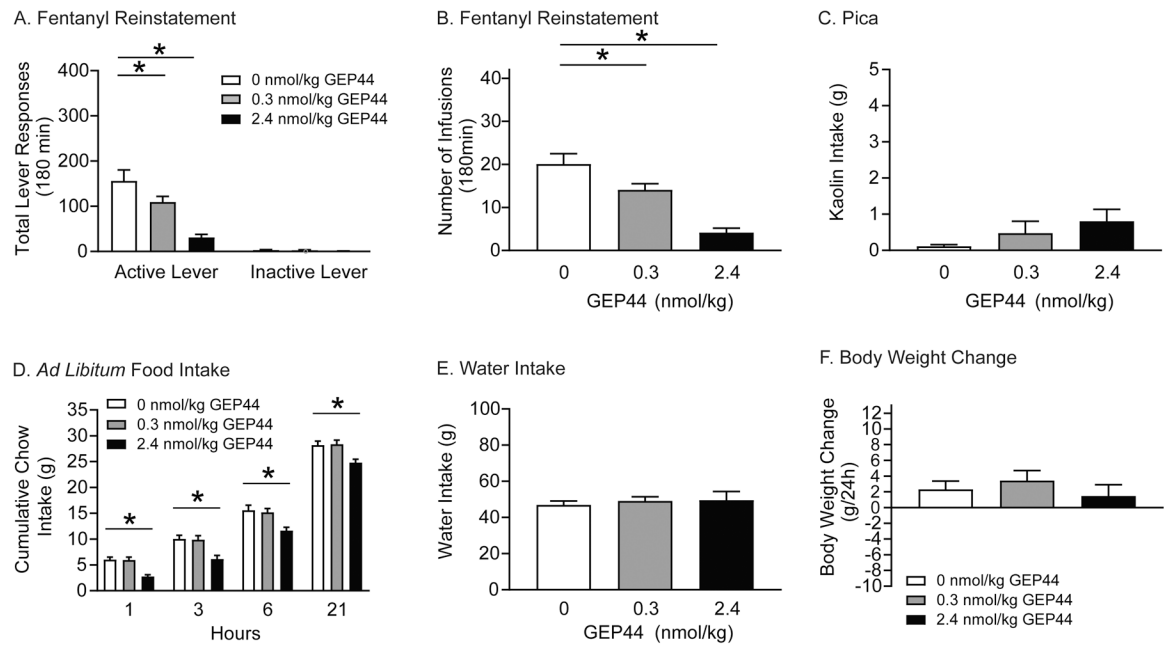 A. Fentanyl Reinstatement
Total Lever Responses
(180 min)
400
300
200
100
0
*
*
0 nmol/kg GEP44
0.3 nmol/kg GEP44
2.4 nmol/kg GEP44
Active Lever
Inactive Lever
B. Fentanyl Reinstatement
Number of Infusions
(180min)
40
30
20
10
0
*
*
0
0.3
2.4
GEP44 (nmol/kg)
C. Pica
Kaolin Intake (g)
5
4
3
2
1
0
0
0.3
2.4
GEP44 (nmol/kg)
D. Ad Libitum Food Intake
Cumulative Chow
Intake (g)
35
30
25
20
15
10
5
0
0 nmol/kg GEP44
0.3 nmol/kg GEP44
2.4 nmol/kg GEP44
*
*
*
*
1
3
6
21
Hours
E. Water Intake
Water Intake (g)
100
80
60
40
20
0
0
0.3
2.4
GEP44 (nmol/kg)
F. Body Weight Change
Body Weight Change
(g/24h)
12
10
8
6
4
2
0
-2
-4
-6
-8
-10
0 nmol/kg GEP44
0.3 nmol/kg GEP44
2.4 nmol/kg GEP44